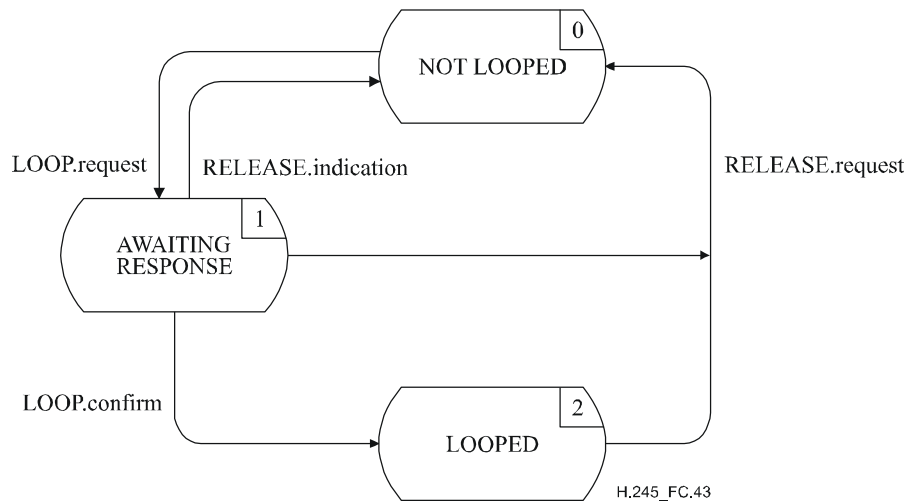 0
NOT LOOPED
LOOP.request
RELEASE.indication
RELEASE.request
1
AWAITING
RESPONSE
LOOP.confirm
2
LOOPED
H.245_FC.43